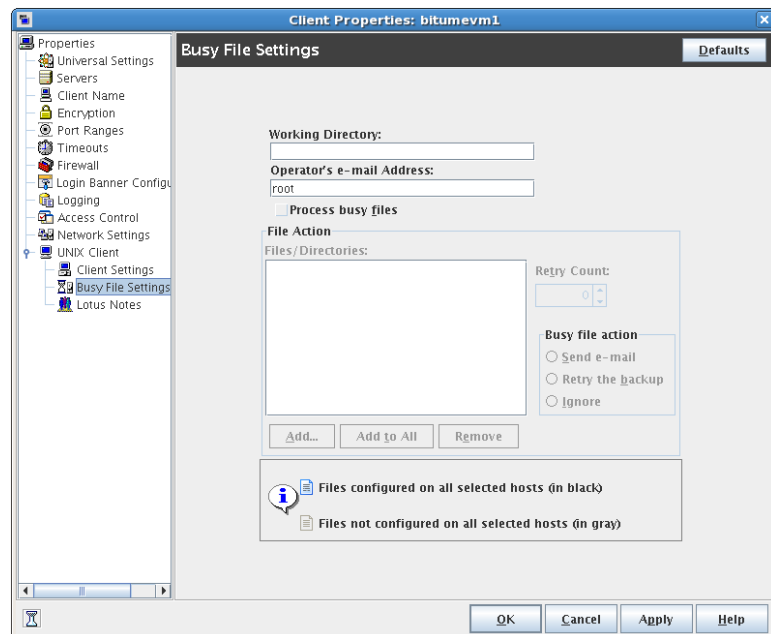 Client Properties: bitumevm1
Properties
Universal Settings
Servers
Client Name
Encryption
Port Ranges
Timeouts
Firewall
Login Banner Configu
Logging
Access Control
Network Settings
UNIX Client
Client Settings
Busy File Settings
Lotus Notes
Busy File Settings
Defaults
Working Directory:
Operator's e-mail Address:
root
Process busy files
File Action
Files/Directories:
Retry Count:
0
Busy file action
Send e-mail
Retry the backup
Ignore
Add...
Add to All
Remove
Files configured on all selected hosts (in black)
Files not configured on all selected hosts (in gray)
OK
Cancel
Apply
Help